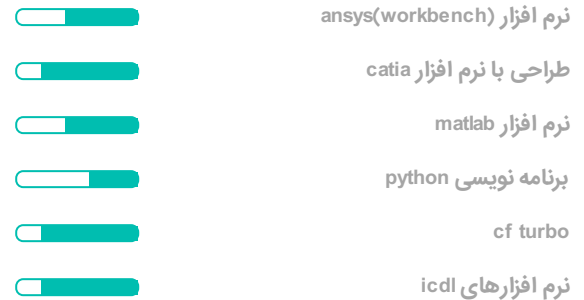 نرم افزار ansys(workbench)
طراحی با نرم افزار catia
نرم افزار matlab
برنامه نویسی python
cf turbo
نرم افزارهای icdl